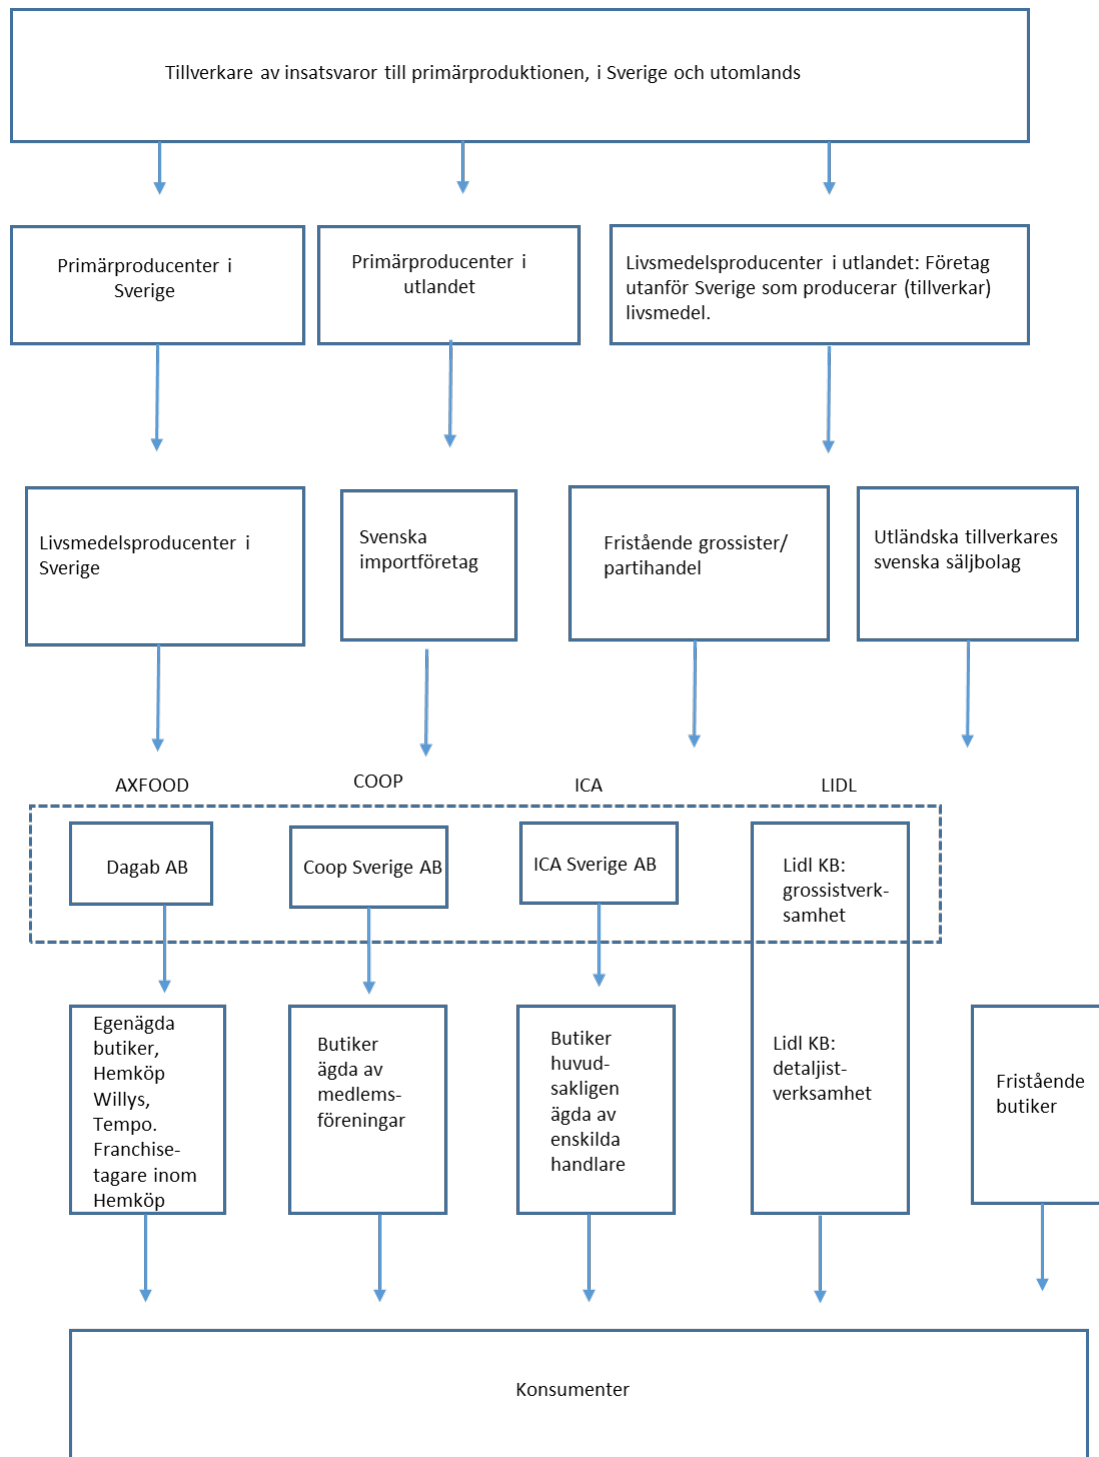 Tillverkare av insatsvaror till primärproduktionen, i Sverige och utomlands
Primärproducenter i
Sverige
Primärproducenter i
utlandet
Livsmedelsproducenter i utlandet: Företag
utanför Sverige som producerar (tillverkar)
livsmedel.
Livsmedelsproducenter i
Sverige
Svenska
importföretag
Fristående grossister/
partihandel
Utländska tillverkares
svenska säljbolag
AXFOOD
COOP
ICA
LIDL
Dagab AB
Coop Sverige AB
ICA Sverige AB
Lidl KB:
grossistverk-
samhet
Egenägda
butiker,
Hemköp
Willys,
Tempo.
Franchise-
tagare inom
Hemköp
Butiker
ägda av
medlems-
föreningar
Butiker
huvud-
sakligen
ägda av
enskilda
handlare
Lidl KB:
detaljist-
verksamhet
Fristående
butiker
Konsumenter